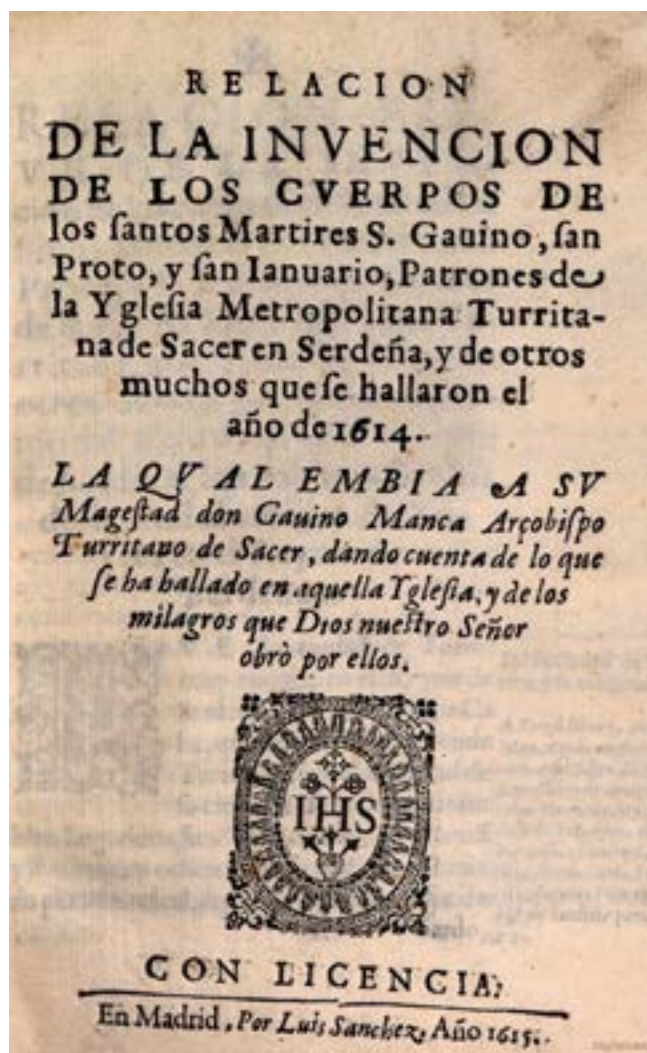 RELACION
DE LA INVENCION
DE LOS CVERPOS DE
los ſantos Martires S. Gauino, ſan
Proto, y ſan Ianuario, Patrones de
la Ygleſia Metropolitana Turrita-
na de Sacer en Serdeña, y de otros
muchos que ſe hallaron el
año de 1614.
LA QVAL EMBIA A SV
Mageſtad don Gauino Manca Arçobiſpo
Turritano de Sacer, dando cuenta de lo que
ſe ha hallado en aquella Ygleſia, y de los
milagros que Dios nueſtro Señor
obrò por ellos.
IHS
CON LICENCIA:
En Madrid, Por Luis Sanchez, Año 1615.